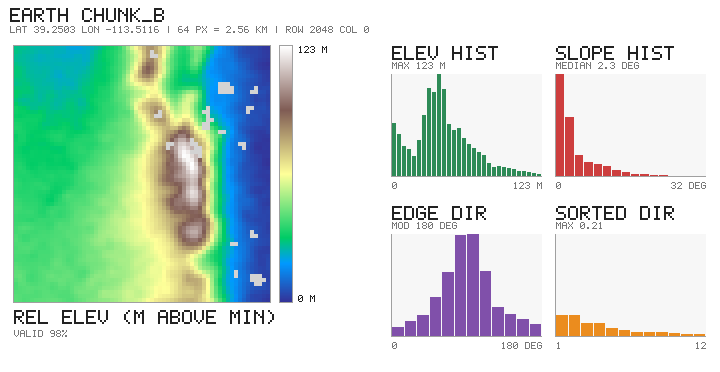 EARTH CHUNK_B
LAT 39.2503 LON -113.5116 | 64 PX = 2.56 KM | ROW 2048 COL 0
123 M
0 M
REL ELEV (M ABOVE MIN)
VALID 98%
ELEV HIST
MAX 123 M
0 123 M
SLOPE HIST
MEDIAN 2.3 DEG
0 32 DEG
EDGE DIR
MOD 180 DEG
0 180 DEG
SORTED DIR
MAX 0.21
1 12